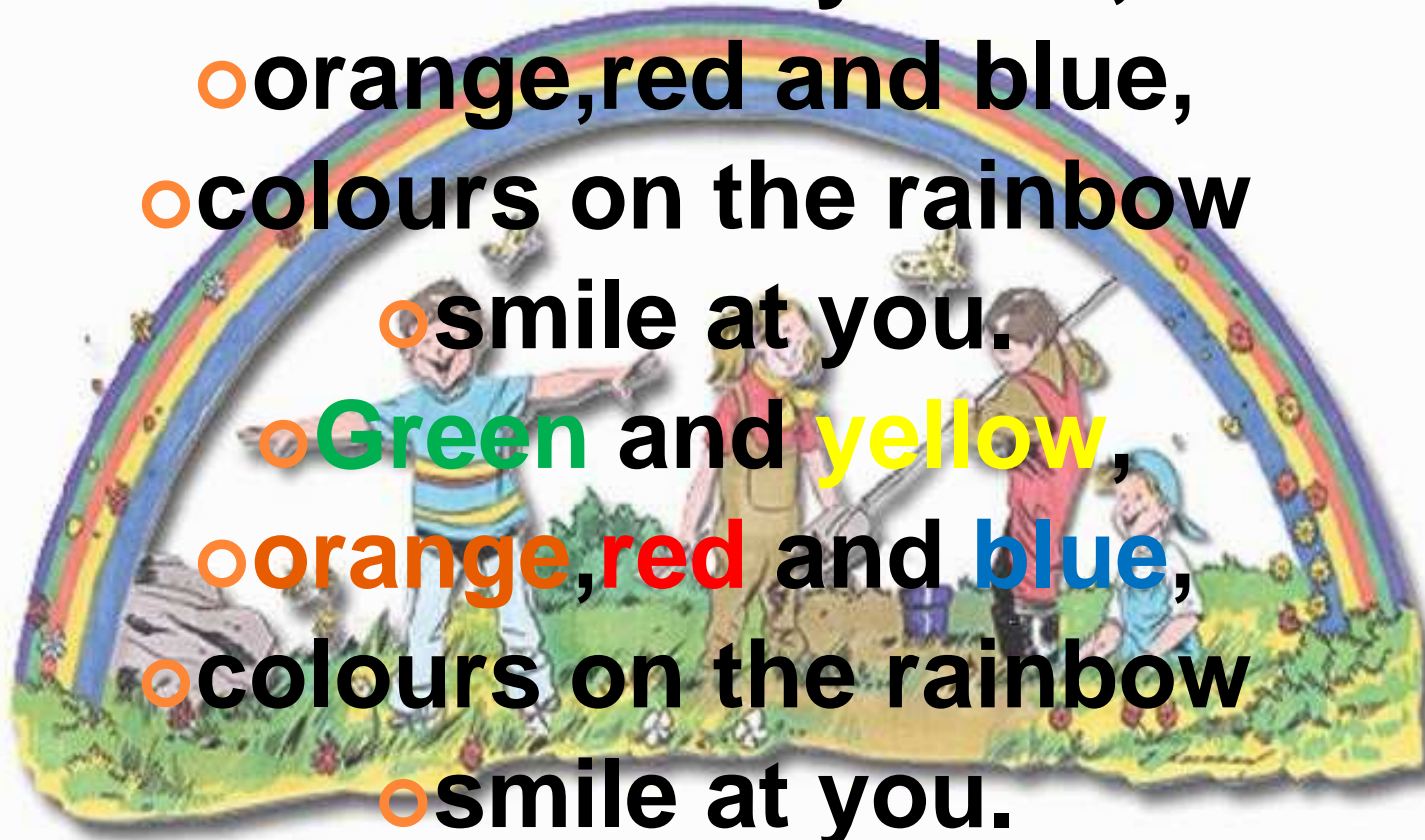 orange,red and blue,
colours on the rainbow
smile at you.
Green and yellow,
orange,red and blue,
colours on the rainbow
smile at you.